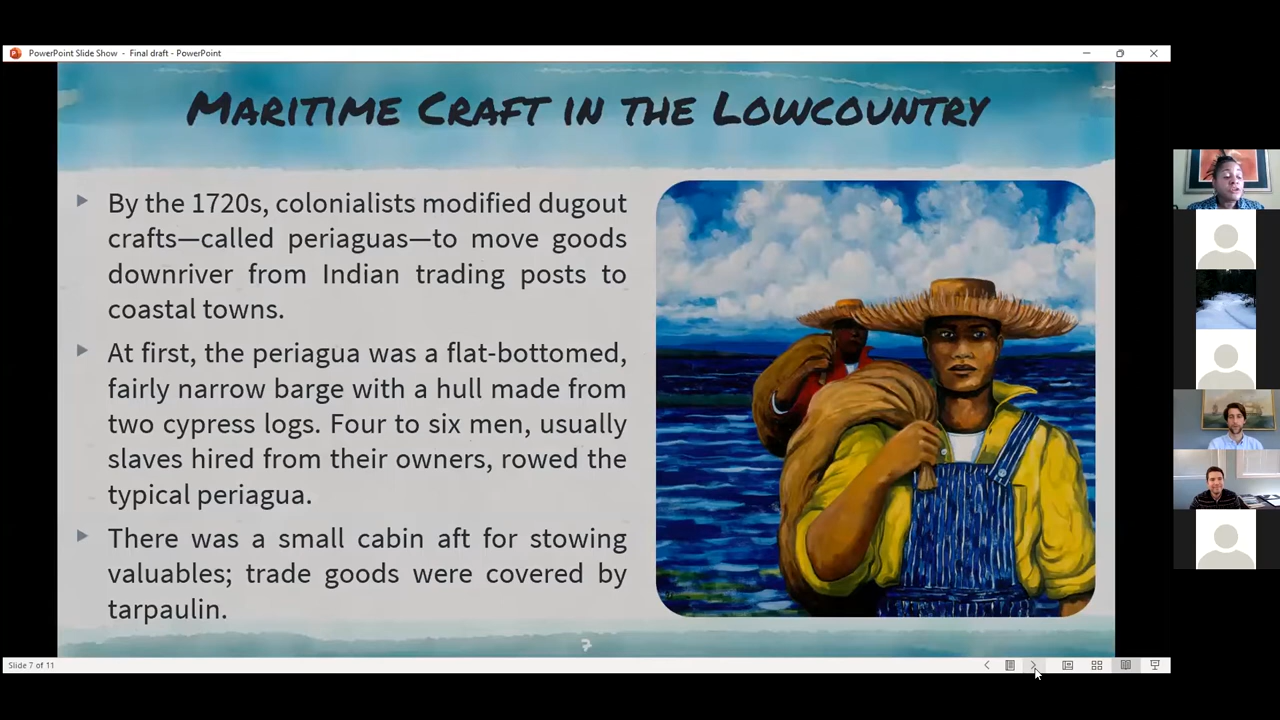 PowerPoint Slide Show - Final draft - PowerPoint
MARITIME CRAFT IN THE LOWCOUNTRY
By the 1720s, colonialists modified dugout
crafts—called periaguas—to move goods
downriver from Indian trading posts to
coastal towns.
At first, the periagua was a flat-bottomed,
fairly narrow barge with a hull made from
two cypress logs. Four to six men, usually
slaves hired from their owners, rowed the
typical periagua.
There was a small cabin aft for stowing
valuables; trade goods were covered by
tarpaulin.
7
Slide 7 of 11